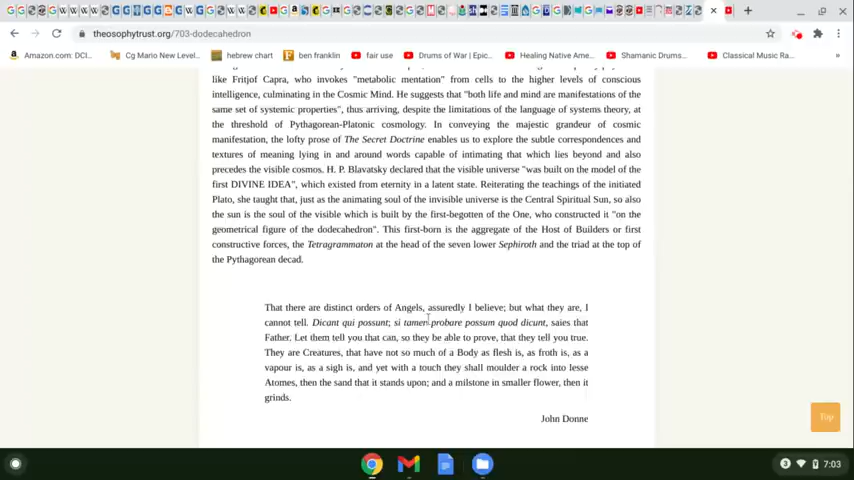 theosophytrust.org/703-dodecahedron
Amazon.com: DCI...
Cg Mario New Level...
hebrew chart
ben franklin
fair use
Drums of War | Epic...
Healing Native Ame...
Shamanic Drums...
Classical Music Ra...
»
like Fritjof Capra, who invokes "metabolic mentation" from cells to the higher levels of conscious
intelligence, culminating in the Cosmic Mind. He suggests that "both life and mind are manifestations of the
same set of systemic properties", thus arriving, despite the limitations of the language of systems theory, at
the threshold of Pythagorean-Platonic cosmology. In conveying the majestic grandeur of cosmic
manifestation, the lofty prose of The Secret Doctrine enables us to explore the subtle correspondences and
textures of meaning lying in and around words capable of intimating that which lies beyond and also
precedes the visible cosmos. H. P. Blavatsky declared that the visible universe "was built on the model of the
first DIVINE IDEA", which existed from eternity in a latent state. Reiterating the teachings of the initiated
Plato, she taught that, just as the animating soul of the invisible universe is the Central Spiritual Sun, so also
the sun is the soul of the visible which is built by the first-begotten of the One, who constructed it "on the
geometrical figure of the dodecahedron". This first-born is the aggregate of the Host of Builders or first
constructive forces, the Tetragrammaton at the head of the seven lower Sephiroth and the triad at the top of
the Pythagorean decad.
That there are distinct orders of Angels, assuredly I believe; but what they are, I
cannot tell. Dicant qui possunt; si tamen probare possum quod dicunt, saies that
Father. Let them tell you that can, so they be able to prove, that they tell you true.
They are Creatures, that have not so much of a Body as flesh is, as froth is, as a
vapour is, as a sigh is, and yet with a touch they shall moulder a rock into lesse
Atomes, then the sand that it stands upon; and a milstone in smaller flower, then it
grinds.
John Donne
Top
3
7:03